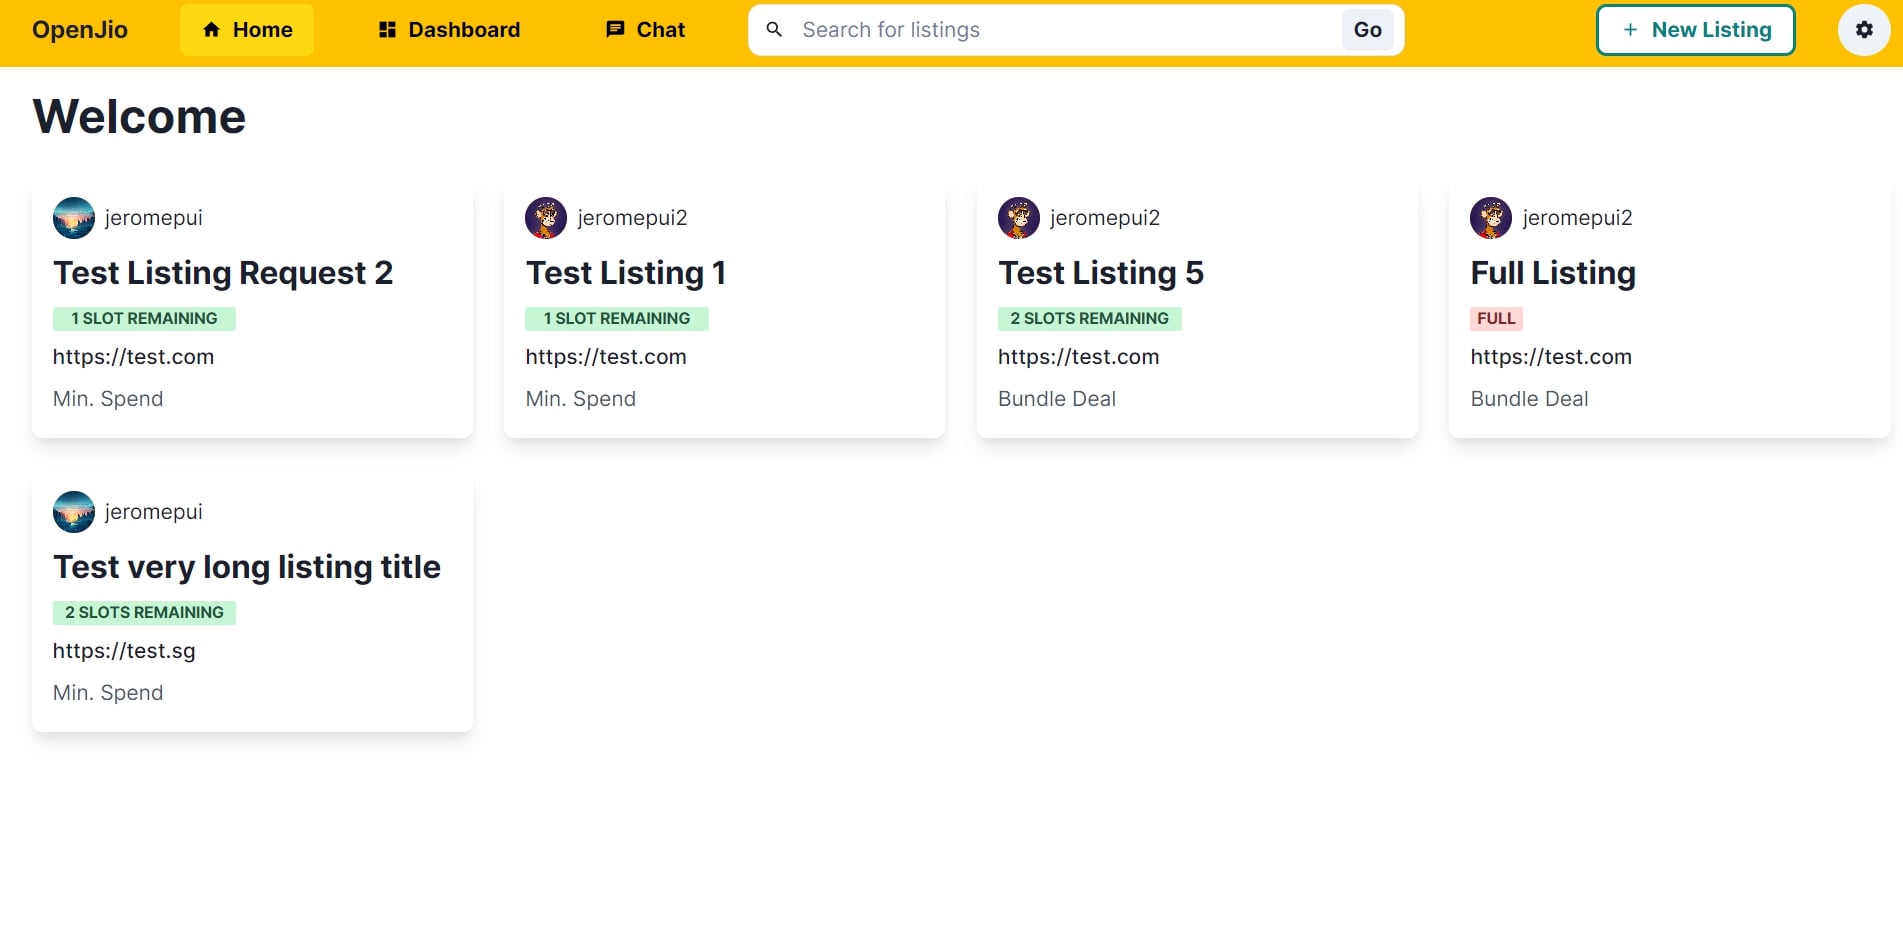 OpenJio Home Dashboard Chat Search for listings Go + New Listing
Welcome
jeromepui
Test Listing Request 2
1 SLOT REMAINING
https://test.com
Min. Spend
jeromepui2
Test Listing 1
1 SLOT REMAINING
https://test.com
Min. Spend
jeromepui2
Test Listing 5
2 SLOTS REMAINING
https://test.com
Bundle Deal
jeromepui2
Full Listing
FULL
https://test.com
Bundle Deal
jeromepui
Test very long listing title
2 SLOTS REMAINING
https://test.sg
Min. Spend